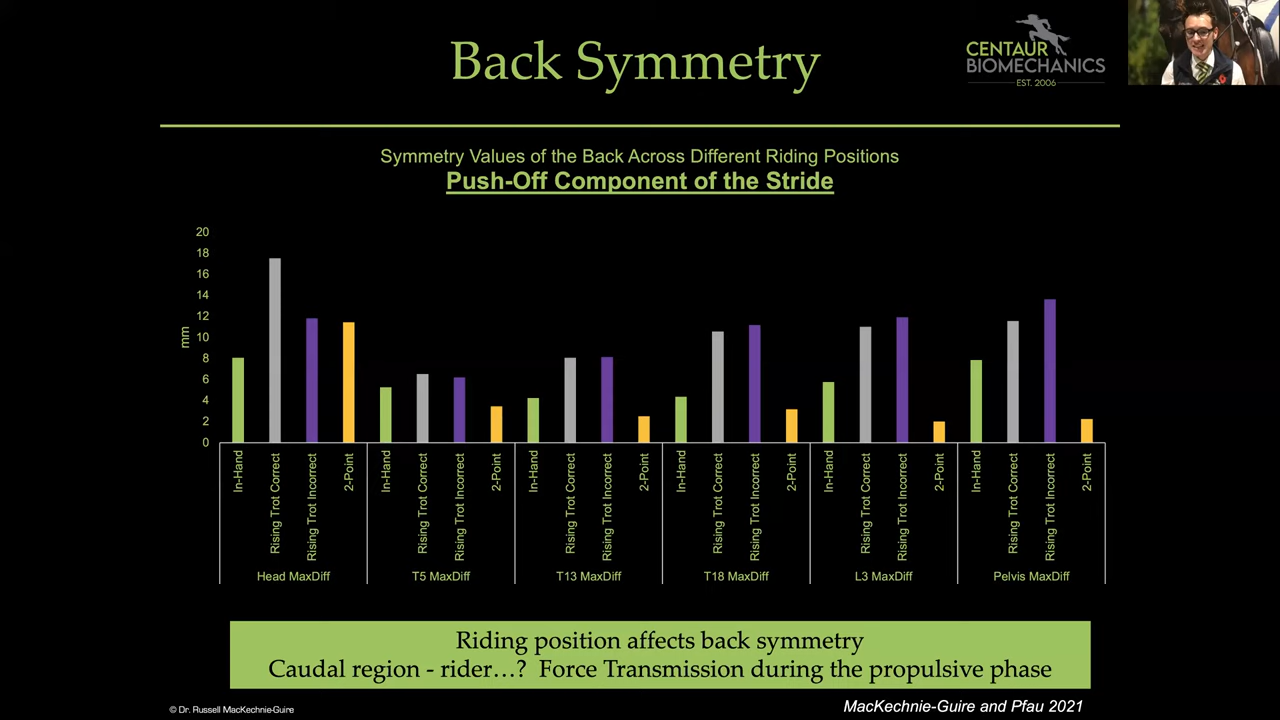 Back Symmetry
CENTAUR
BIOMECHANICS
EST. 2006
Symmetry Values of the Back Across Different Riding Positions
Push-Off Component of the Stride
20
18
16
14
12
10
8
6
4
2
0
mm
In-Hand
Rising Trot Correct
Rising Trot Incorrect
2-Point
In-Hand
Rising Trot Correct
Rising Trot Incorrect
2-Point
In-Hand
Rising Trot Correct
Rising Trot Incorrect
2-Point
In-Hand
Rising Trot Correct
Rising Trot Incorrect
2-Point
In-Hand
Rising Trot Correct
Rising Trot Incorrect
2-Point
In-Hand
Rising Trot Correct
Rising Trot Incorrect
2-Point
Head MaxDiff
T5 MaxDiff
T13 MaxDiff
T18 MaxDiff
L3 MaxDiff
Pelvis MaxDiff
Riding position affects back symmetry
Caudal region - rider…? Force Transmission during the propulsive phase
© Dr. Russell MacKechnie-Guire
MacKechnie-Guire and Pfau 2021